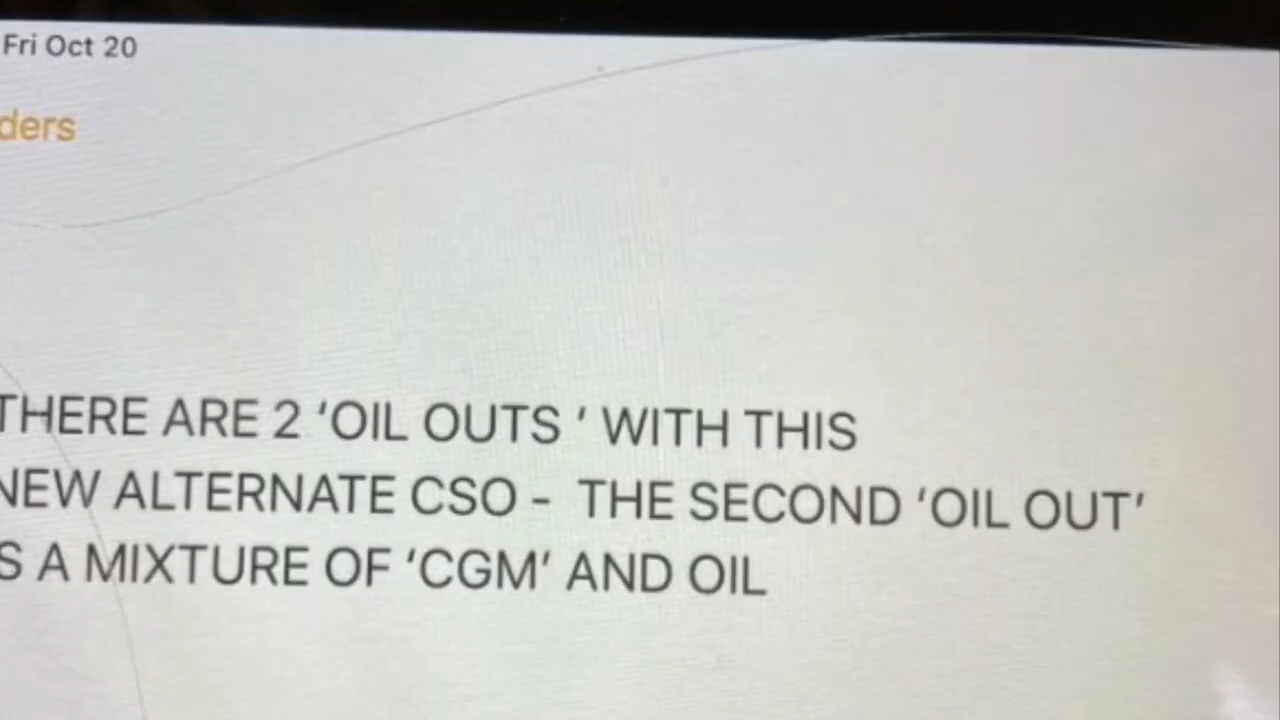 Fri Oct 20
ders
THERE ARE 2 ‘OIL OUTS ’ WITH THIS
NEW ALTERNATE CSO - THE SECOND ‘OIL OUT’
S A MIXTURE OF ‘CGM’ AND OIL